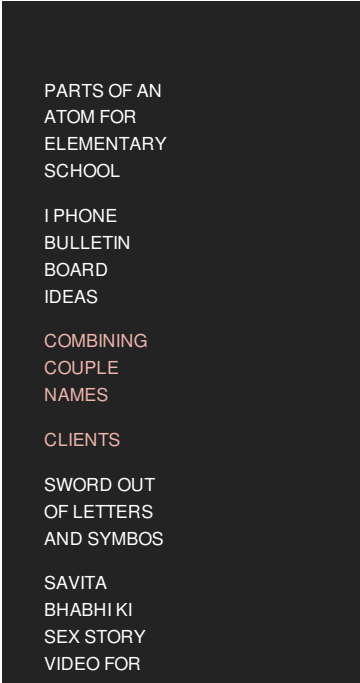 PARTS OF AN
ATOM FOR
ELEMENTARY
SCHOOL
I PHONE
BULLETIN
BOARD
IDEAS
COMBINING
COUPLE
NAMES
CLIENTS
SWORD OUT
OF LETTERS
AND SYMBOS
SAVITA
BHABHI KI
SEX STORY
VIDEO FOR